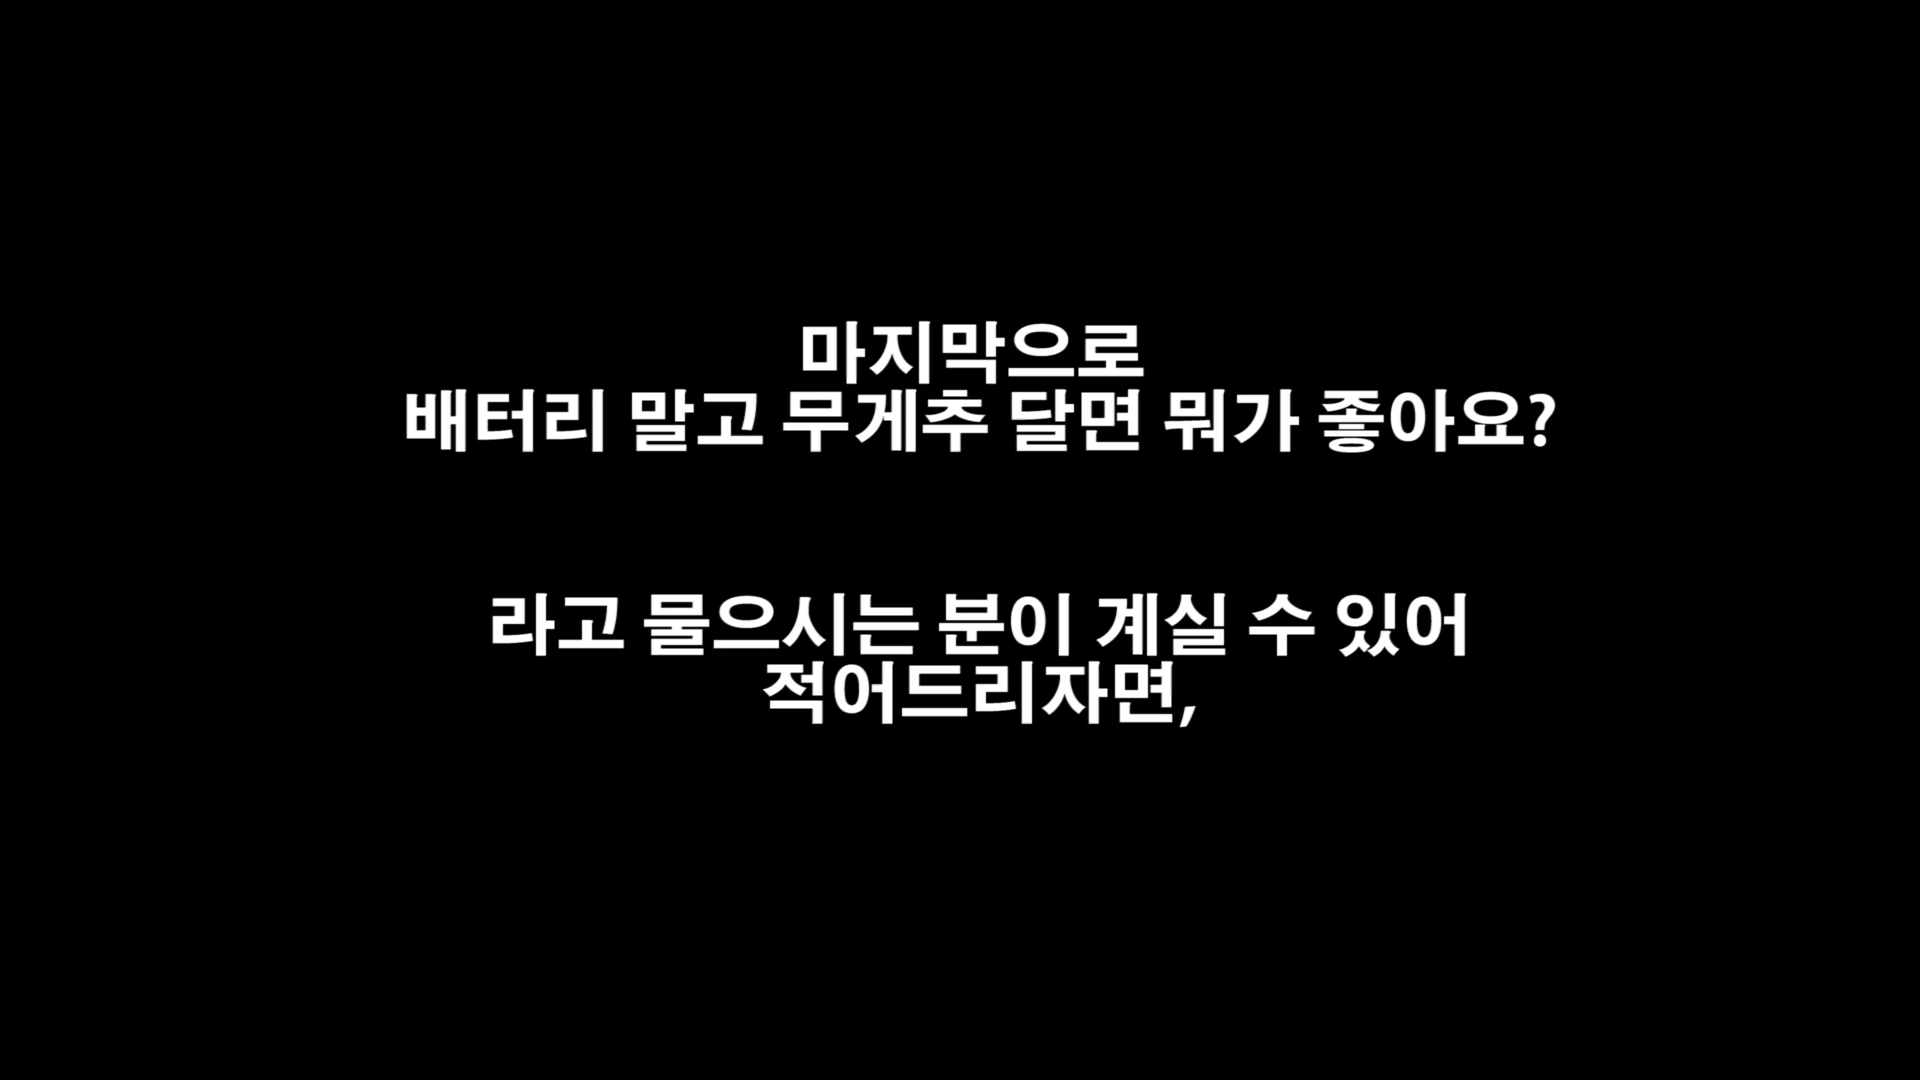 마지막으로
배터리 말고 무게추 달면 뭐가 좋아요?
라고 물으시는 분이 계실 수 있어
적어드리자면,